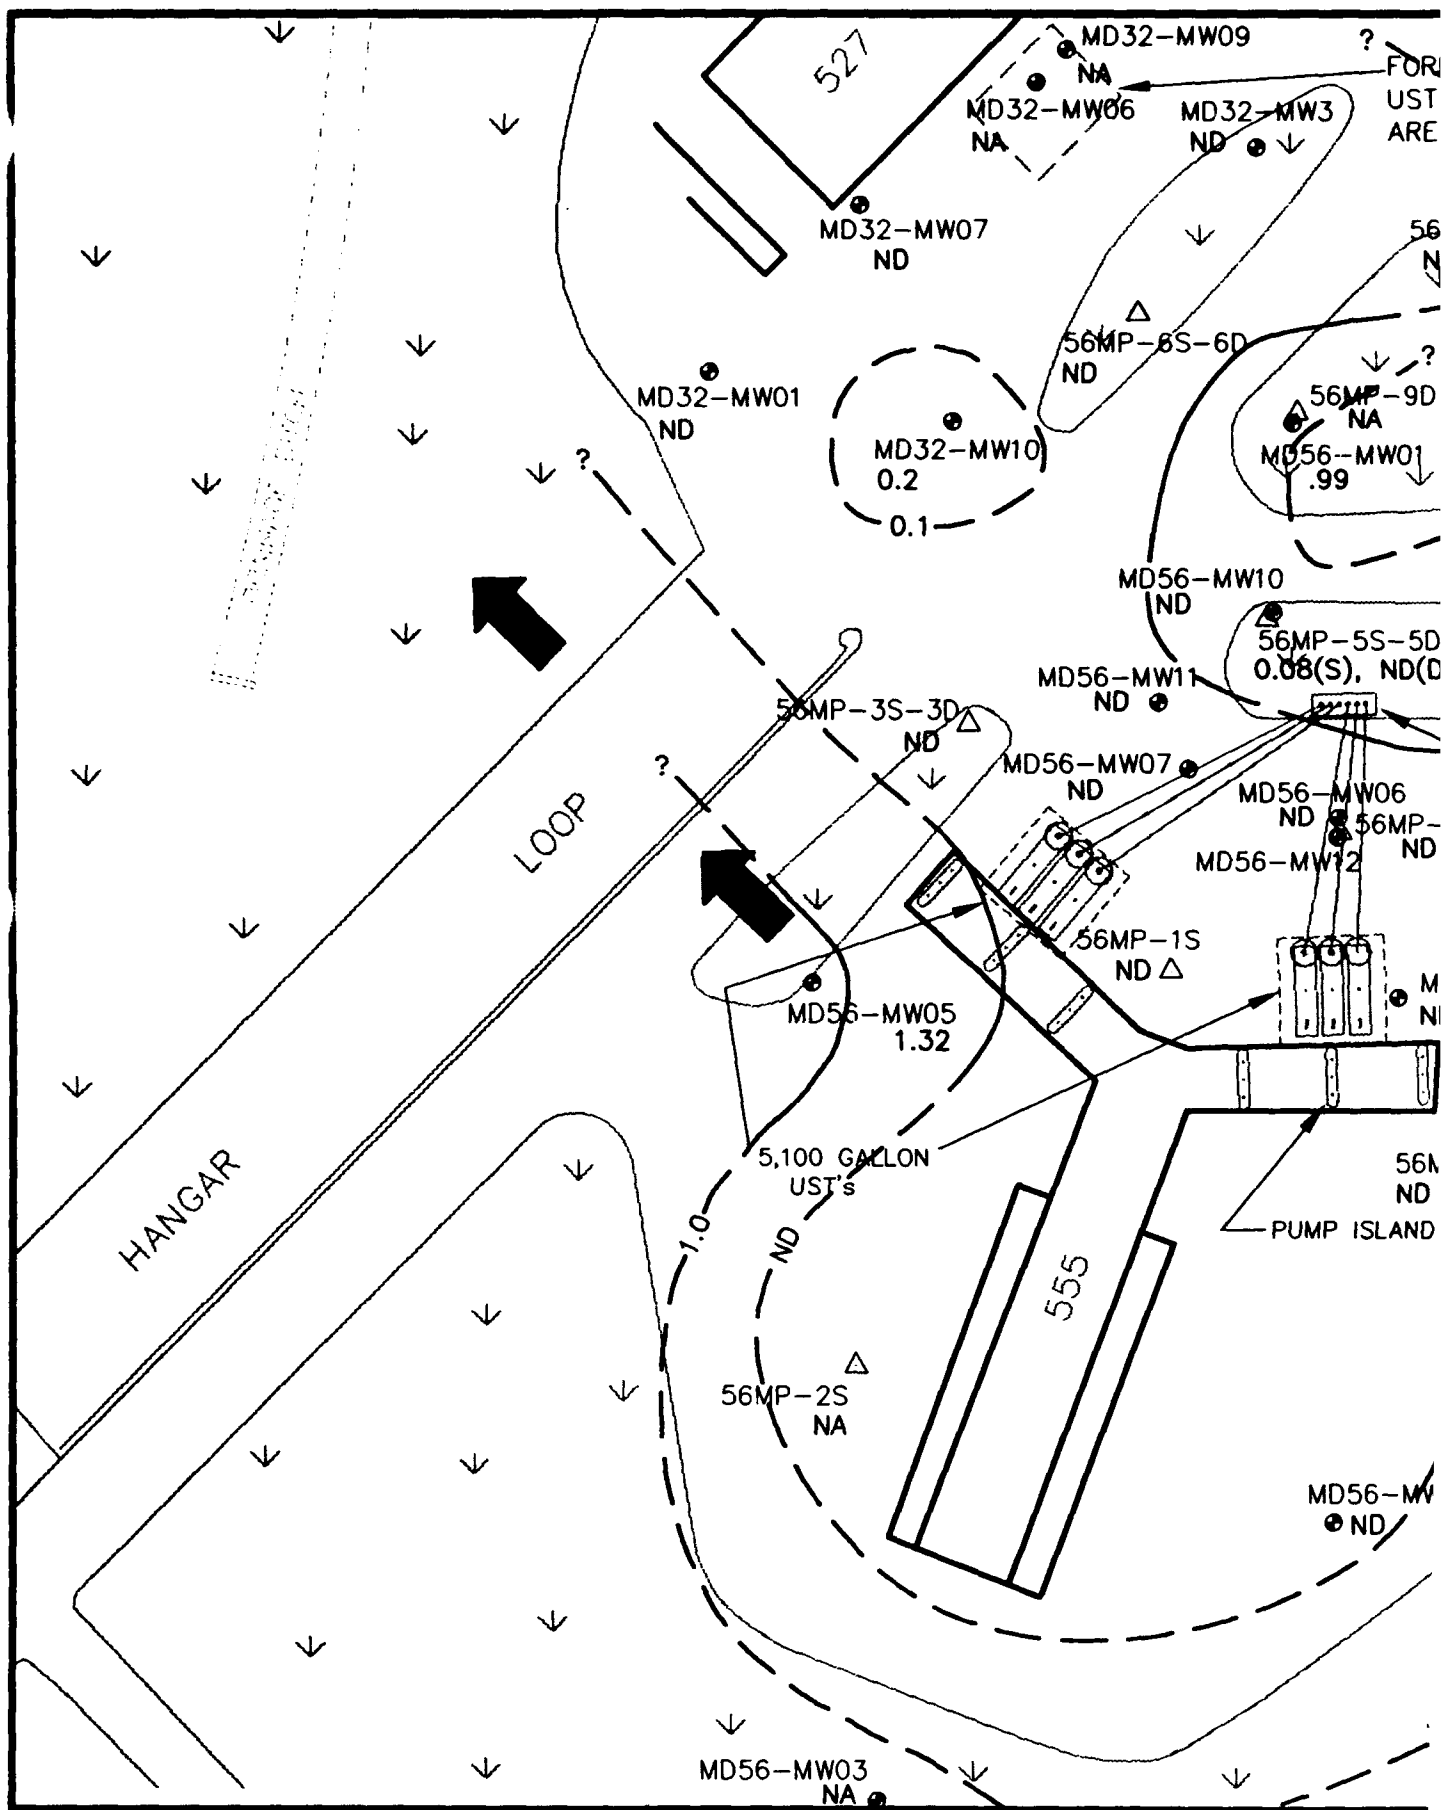 527
MD32-MW09
NA
MD32-MW06
NA
?
FOR
UST
ARE
MD32-MW3
ND
MD32-MW07
ND
56
N
56MP-6S-6D
ND
?
MD32-MW01
ND
56MP-9D
NA
MD32-MW10
0.2
0.1
MD56-MW01
.99
?
MD56-MW10
ND
56MP-5S-5D
0.08(S), ND(D
MD56-MW11
ND
56MP-3S-3D
ND
?
MD56-MW07
ND
MD56-MW06
ND
56MP-
ND
MD56-MW12
LOOP
56MP-1S
ND
M
MD56-MW05
1.32
5,100 GALLON
UST's
HANGAR
1.0
ND
56M
ND
PUMP ISLAND
555
56MP-2S
NA
MD56-MW
ND
MD56-MW03
NA